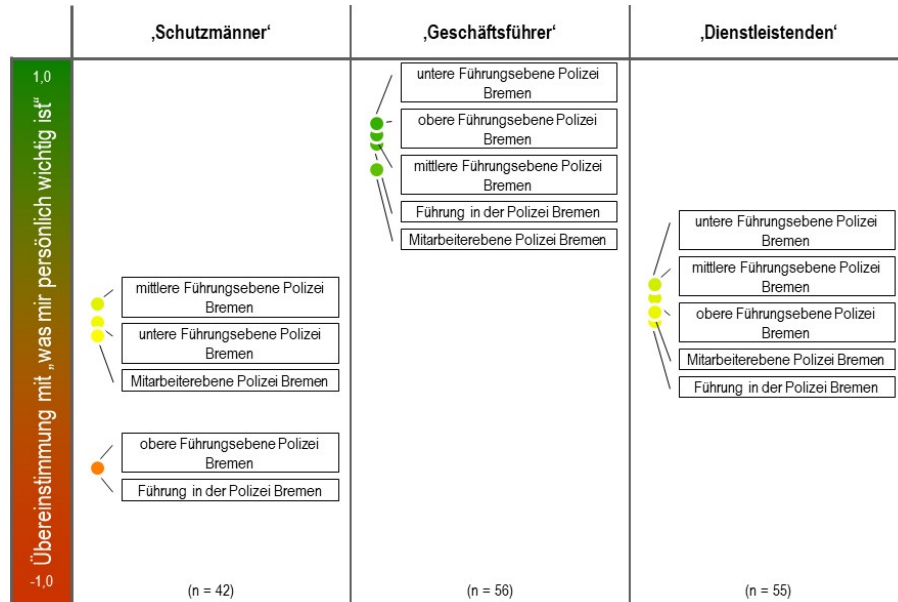 ‚Schutzmänner‘
‚Geschäftsführer‘
‚Dienstleistenden‘
Übereinstimmung mit „was mir persönlich wichtig ist“
1,0
-1,0
mittlere Führungsebene Polizei
Bremen
untere Führungsebene Polizei
Bremen
Mitarbeiterebene Polizei Bremen
obere Führungsebene Polizei
Bremen
Führung in der Polizei Bremen
(n = 42)
untere Führungsebene Polizei
Bremen
obere Führungsebene Polizei
Bremen
mittlere Führungsebene Polizei
Bremen
Führung in der Polizei Bremen
Mitarbeiterebene Polizei Bremen
(n = 56)
untere Führungsebene Polizei
Bremen
mittlere Führungsebene Polizei
Bremen
obere Führungsebene Polizei
Bremen
Mitarbeiterebene Polizei Bremen
Führung in der Polizei Bremen
(n = 55)